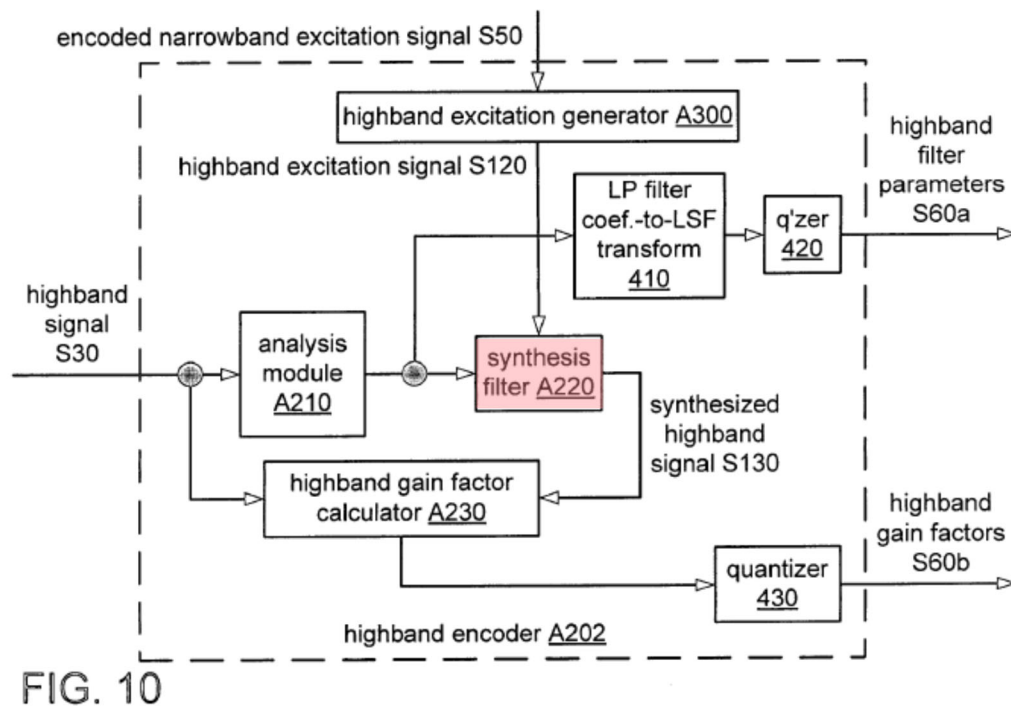 encoded narrowband excitation signal S50
highband excitation generator A300
highband excitation signal S120
highband
filter
parameters
S60a
LP filter
coef.-to-LSF
transform
410
q'zer
420
highband
signal
S30
analysis
module
A210
synthesis
filter A220
synthesized
highband
signal S130
highband gain factor
calculator A230
highband
gain factors
S60b
quantizer
430
highband encoder A202
FIG. 10